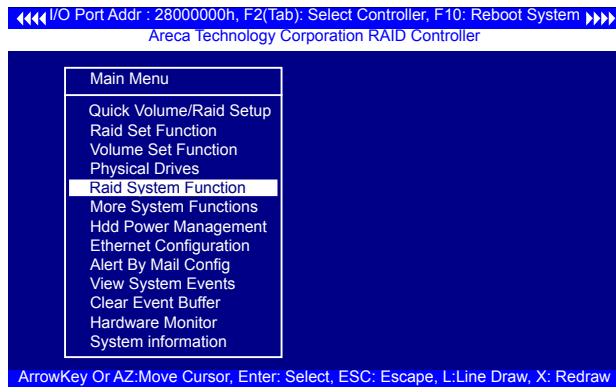 I/O Port Addr : 28000000h, F2(Tab): Select Controller, F10: Reboot System
Areca Technology Corporation RAID Controller
Main Menu
Quick Volume/Raid Setup
Raid Set Function
Volume Set Function
Physical Drives
Raid System Function
More System Functions
Hdd Power Management
Ethernet Configuration
Alert By Mail Config
View System Events
Clear Event Buffer
Hardware Monitor
System information
ArrowKey Or AZ:Move Cursor, Enter: Select, ESC: Escape, L:Line Draw, X: Redraw